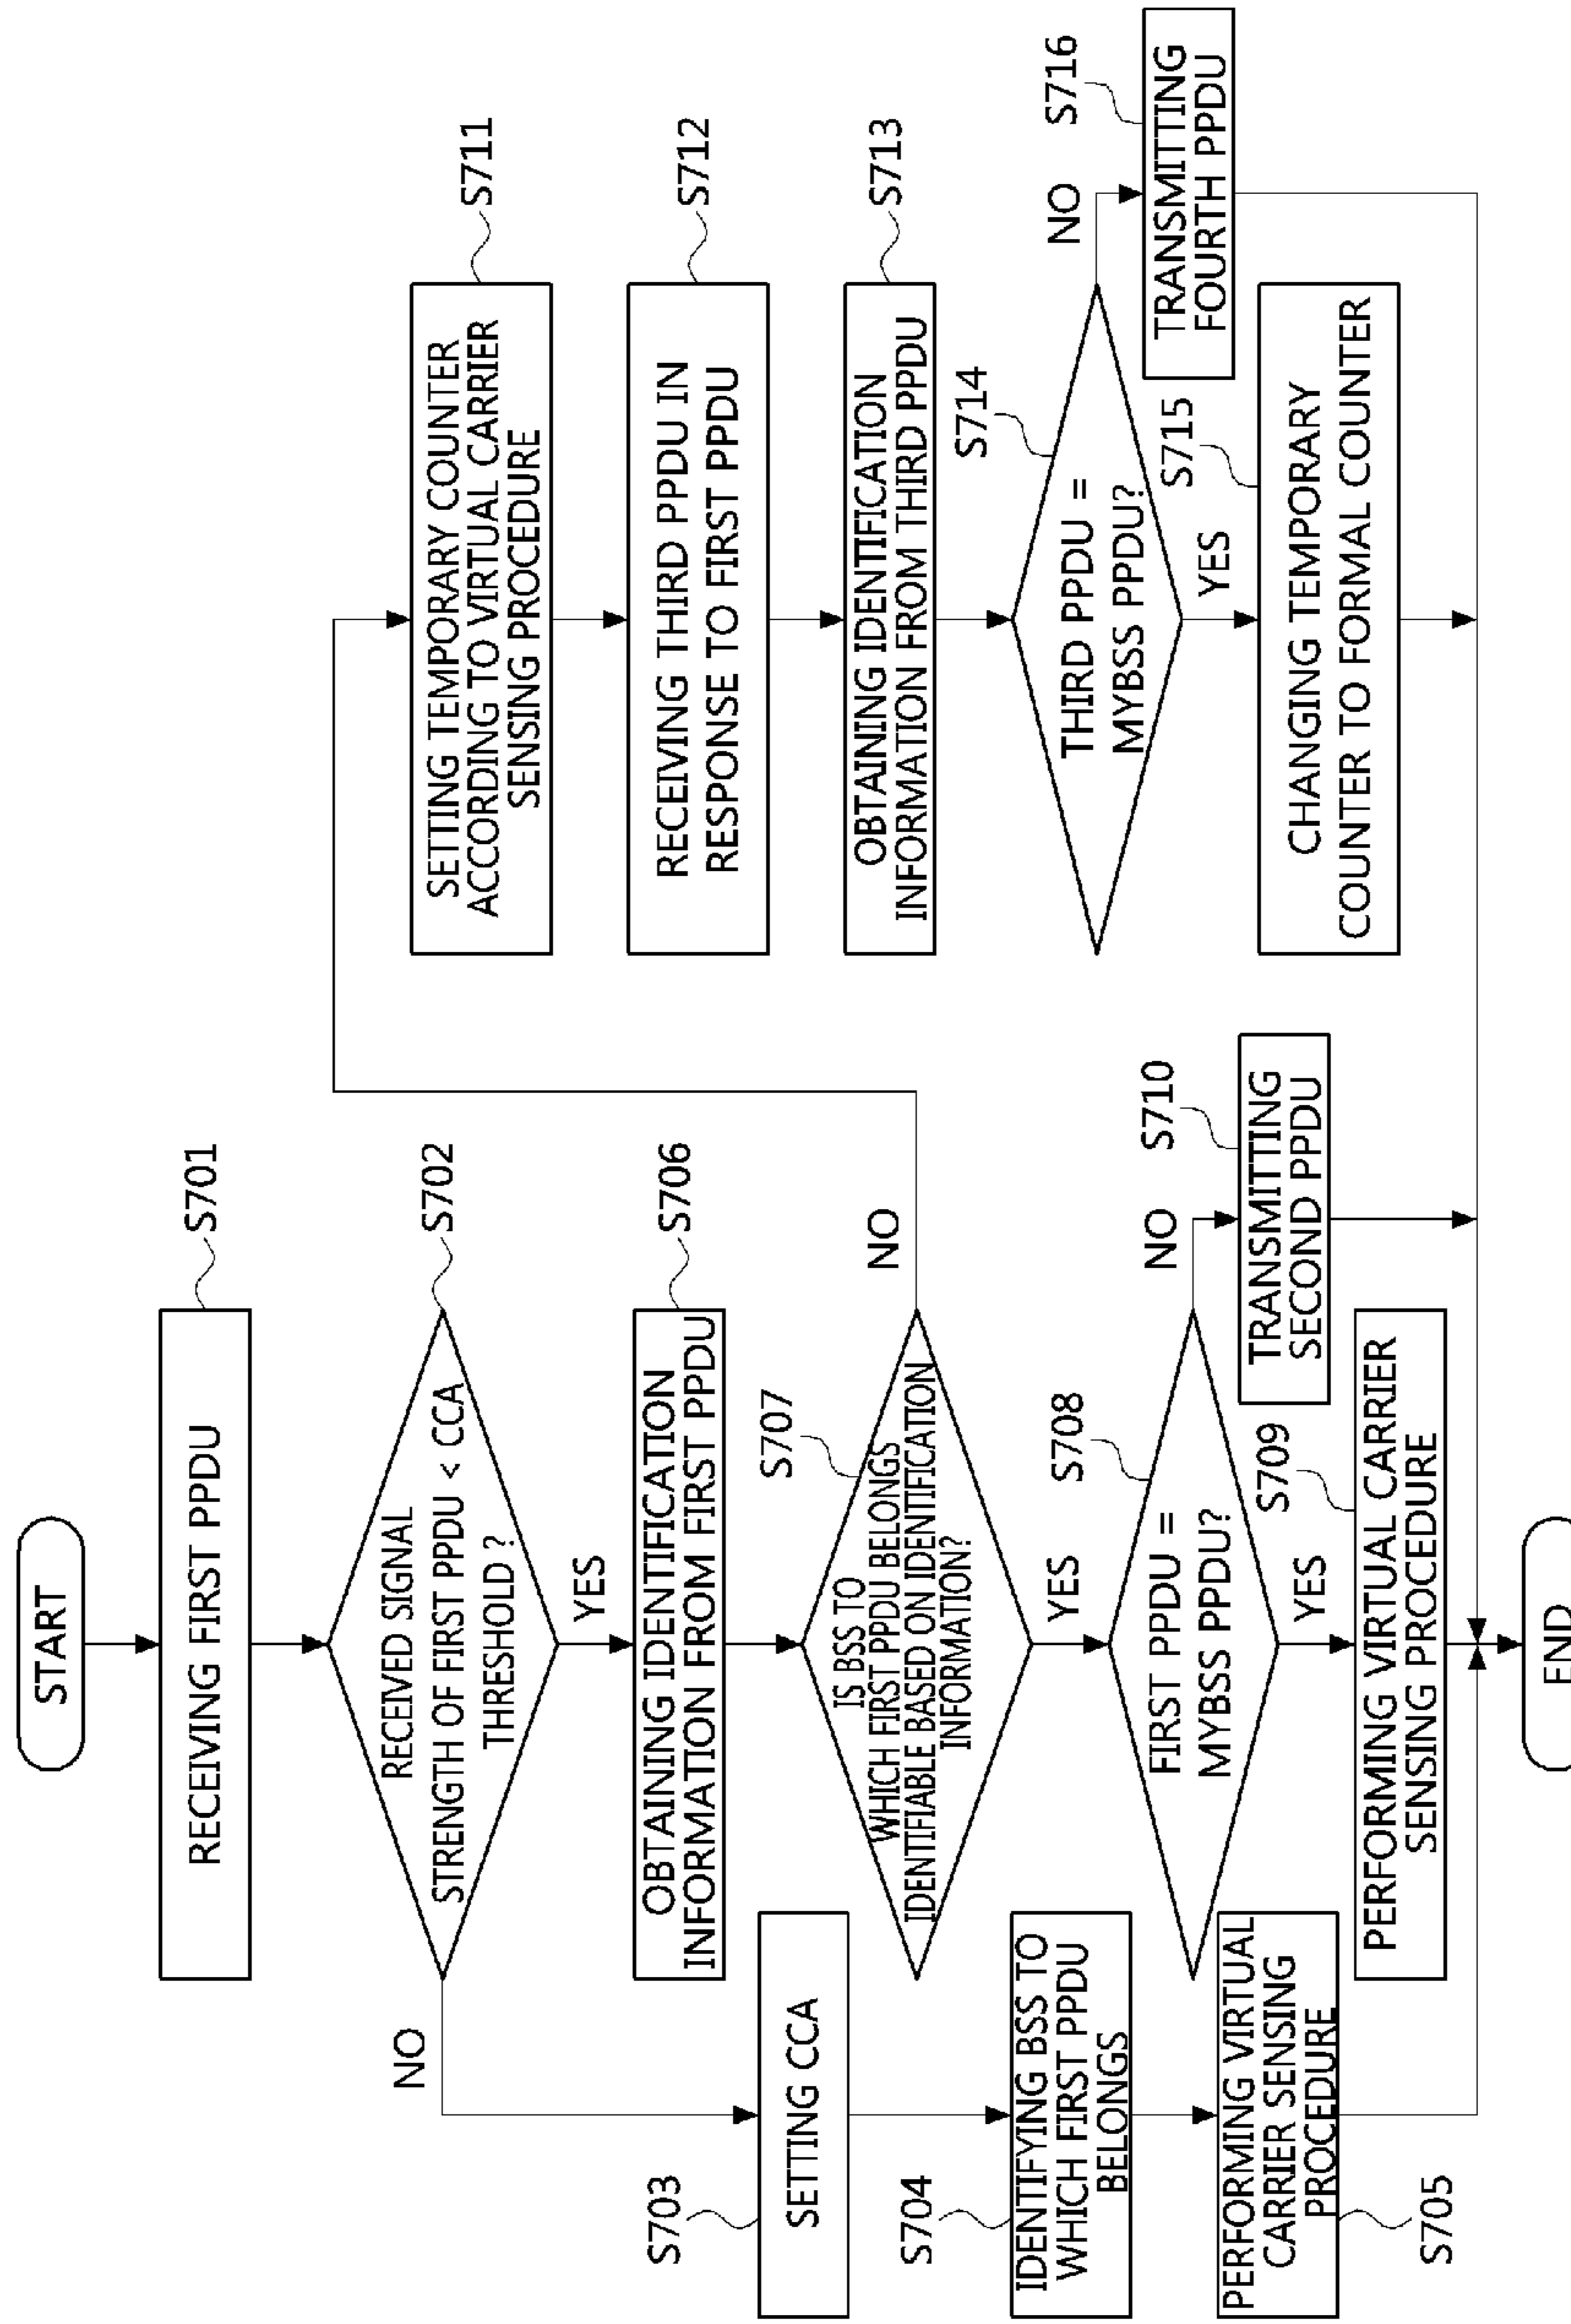 START
RECEIVING FIRST PPDU
S701
RECEIVED SIGNAL
STRENGTH OF FIRST PPDU < CCA
THRESHOLD ?
S702
NO
YES
SETTING CCA
S703
IDENTIFYING BSS TO
WHICH FIRST PPDU
BELONGS
S704
PERFORMING VIRTUAL
CARRIER SENSING
PROCEDURE
S705
OBTAINING IDENTIFICATION
INFORMATION FROM FIRST PPDU
S706
IS BSS TO
WHICH FIRST PPDU BELONGS
IDENTIFIABLE BASED ON IDENTIFICATION
INFORMATION?
S707
NO
YES
FIRST PPDU =
MYBSS PPDU?
S708
NO
YES
PERFORMING VIRTUAL CARRIER
SENSING PROCEDURE
S709
TRANSMITTING
SECOND PPDU
S710
SETTING TEMPORARY COUNTER
ACCORDING TO VIRTUAL CARRIER
SENSING PROCEDURE
S711
RECEIVING THIRD PPDU IN
RESPONSE TO FIRST PPDU
S712
OBTAINING IDENTIFICATION
INFORMATION FROM THIRD PPDU
S713
THIRD PPDU =
MYBSS PPDU?
S714
NO
YES
CHANGING TEMPORARY
COUNTER TO FORMAL COUNTER
S715
TRANSMITTING
FOURTH PPDU
S716
END